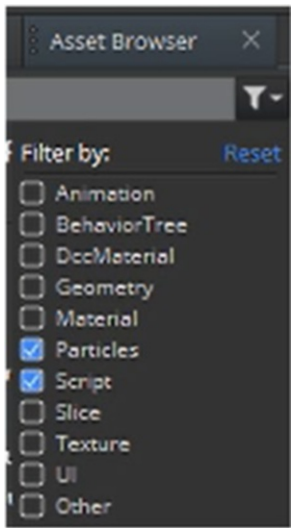 Asset Browser
Filter by: Reset
Animation
BehaviorTree
DccMaterial
Geometry
Material
Particles
Script
Slice
Texture
UI
Other